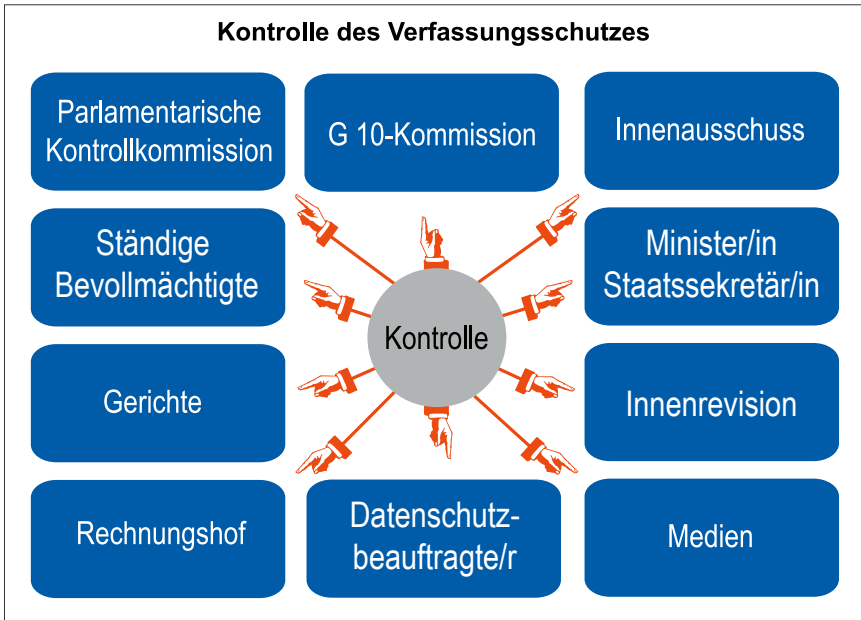 Kontrolle des Verfassungsschutzes
Parlamentarische
Kontrollkommission
G 10-Kommission
Innenausschuss
Ständige
Bevollmächtigte
Minister/in
Staatssekretär/in
Kontrolle
Gerichte
Innenrevision
Rechnungshof
Datenschutz-
beauftragte/r
Medien